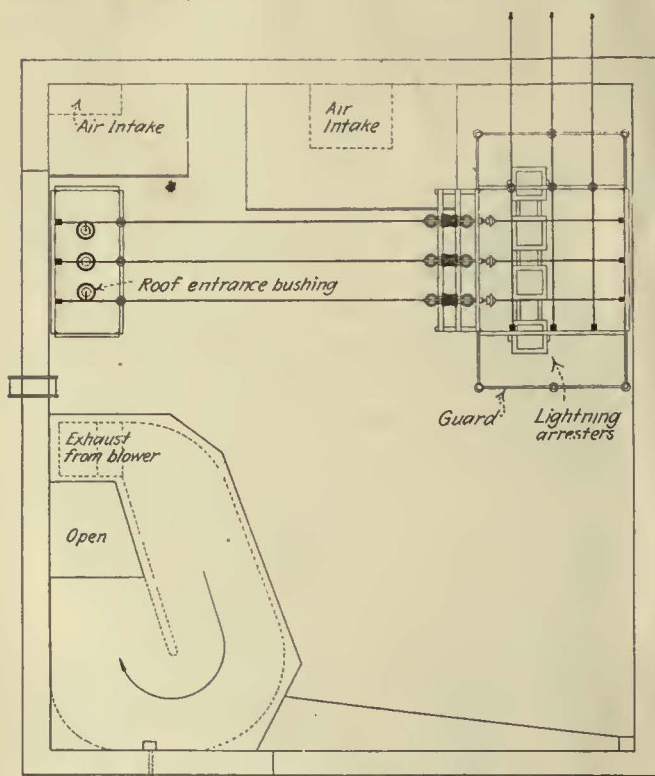 Air Intake
Air
Intake
Roof entrance bushing
Guard
Lightning
arresters
Exhaust
from blower
Open